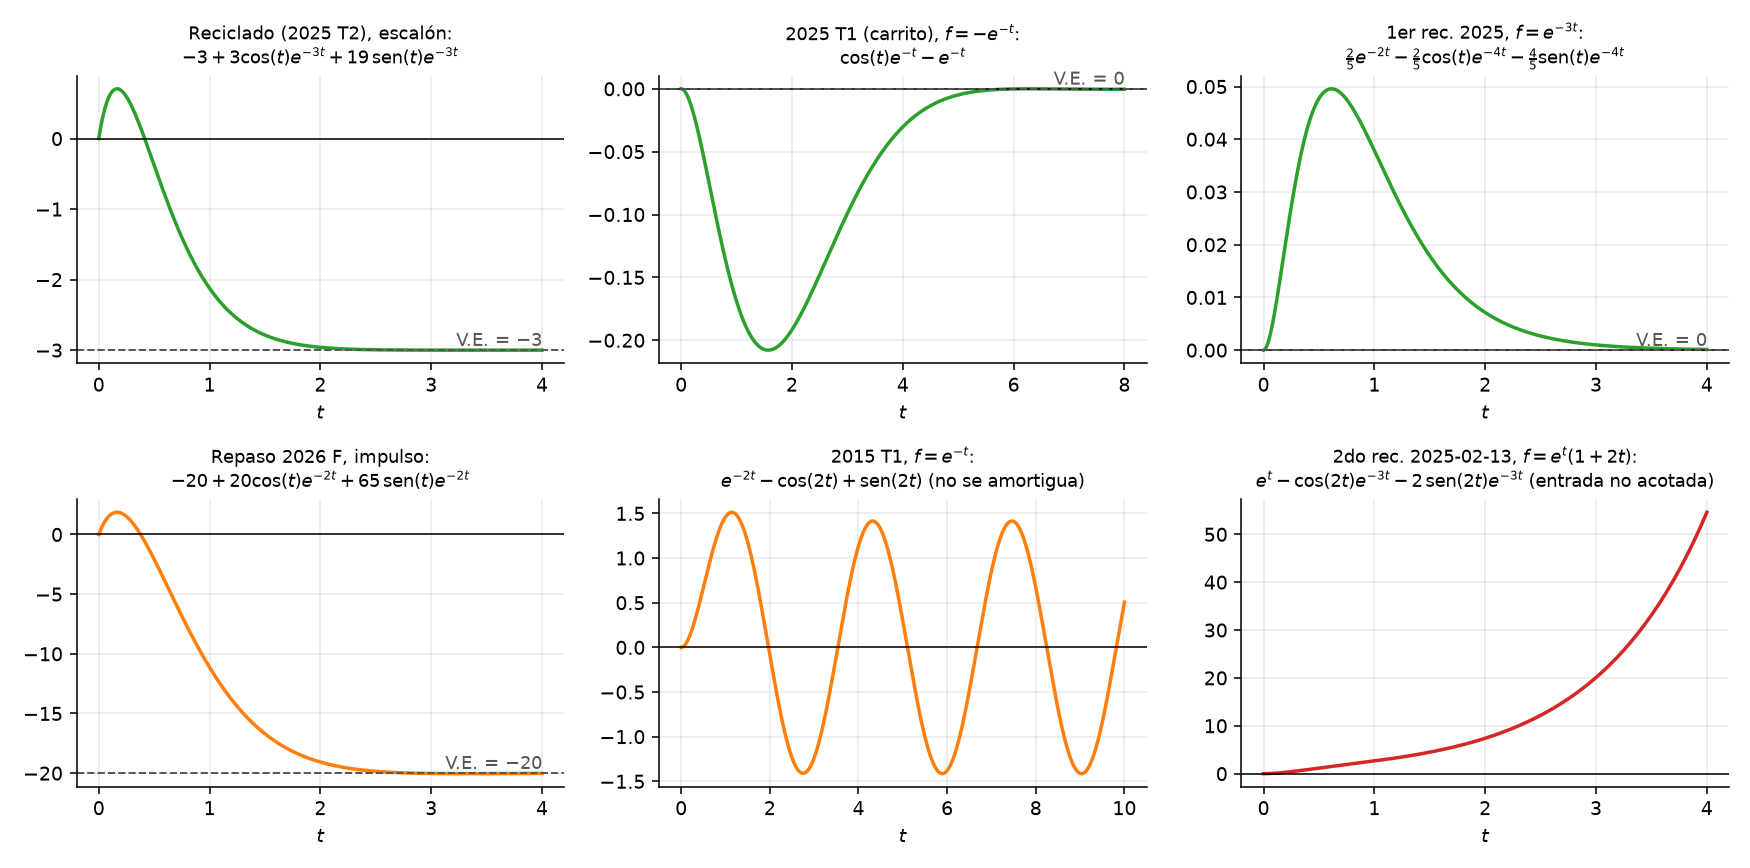 Reciclado (2025 T2), escalón:
−3 + 3cos(t)e^{−3t} + 19 sen(t)e^{−3t}
0
−1
−2
−3
V.E. = −3
0 1 2 3 4
t
2025 T1 (carrito), f = −e^{−t}:
cos(t)e^{−t} − e^{−t}
V.E. = 0
0.00
−0.05
−0.10
−0.15
−0.20
0 2 4 6 8
t
1er rec. 2025, f = e^{−3t}:
2/5 e^{−2t} − 2/5 cos(t)e^{−4t} − 4/5 sen(t)e^{−4t}
0.05
0.04
0.03
0.02
0.01
0.00
V.E. = 0
0 1 2 3 4
t
Repaso 2026 F, impulso:
−20 + 20cos(t)e^{−2t} + 65 sen(t)e^{−2t}
0
−5
−10
−15
−20
V.E. = −20
0 1 2 3 4
t
2015 T1, f = e^{−t}:
e^{−2t} − cos(2t) + sen(2t) (no se amortigua)
1.5
1.0
0.5
0.0
−0.5
−1.0
−1.5
0 2 4 6 8 10
t
2do rec. 2025-02-13, f = e^{t}(1 + 2t):
e^{t} − cos(2t)e^{−3t} − 2 sen(2t)e^{−3t} (entrada no acotada)
50
40
30
20
10
0
0 1 2 3 4
t